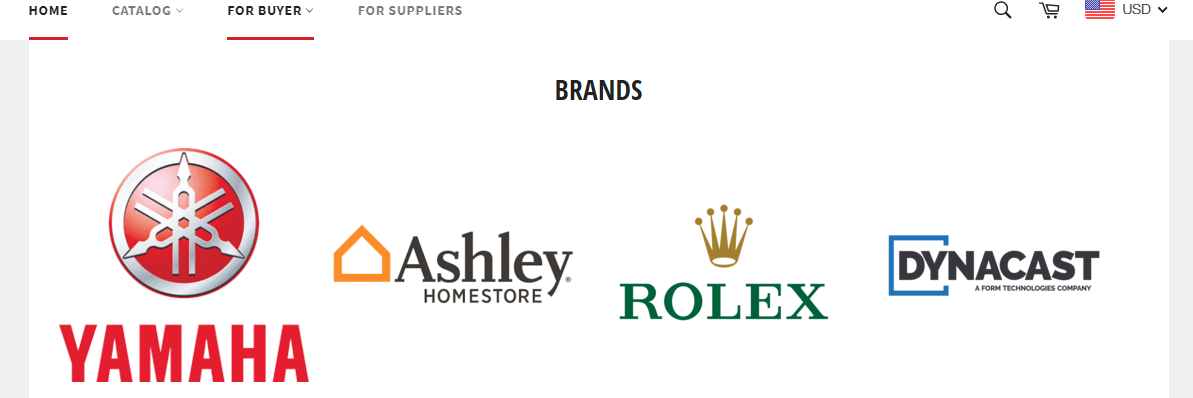 HOME CATALOG FOR BUYER FOR SUPPLIERS USD
BRANDS
YAMAHA
Ashley®
HOMESTORE
ROLEX
DYNACAST
A FORM TECHNOLOGIES COMPANY